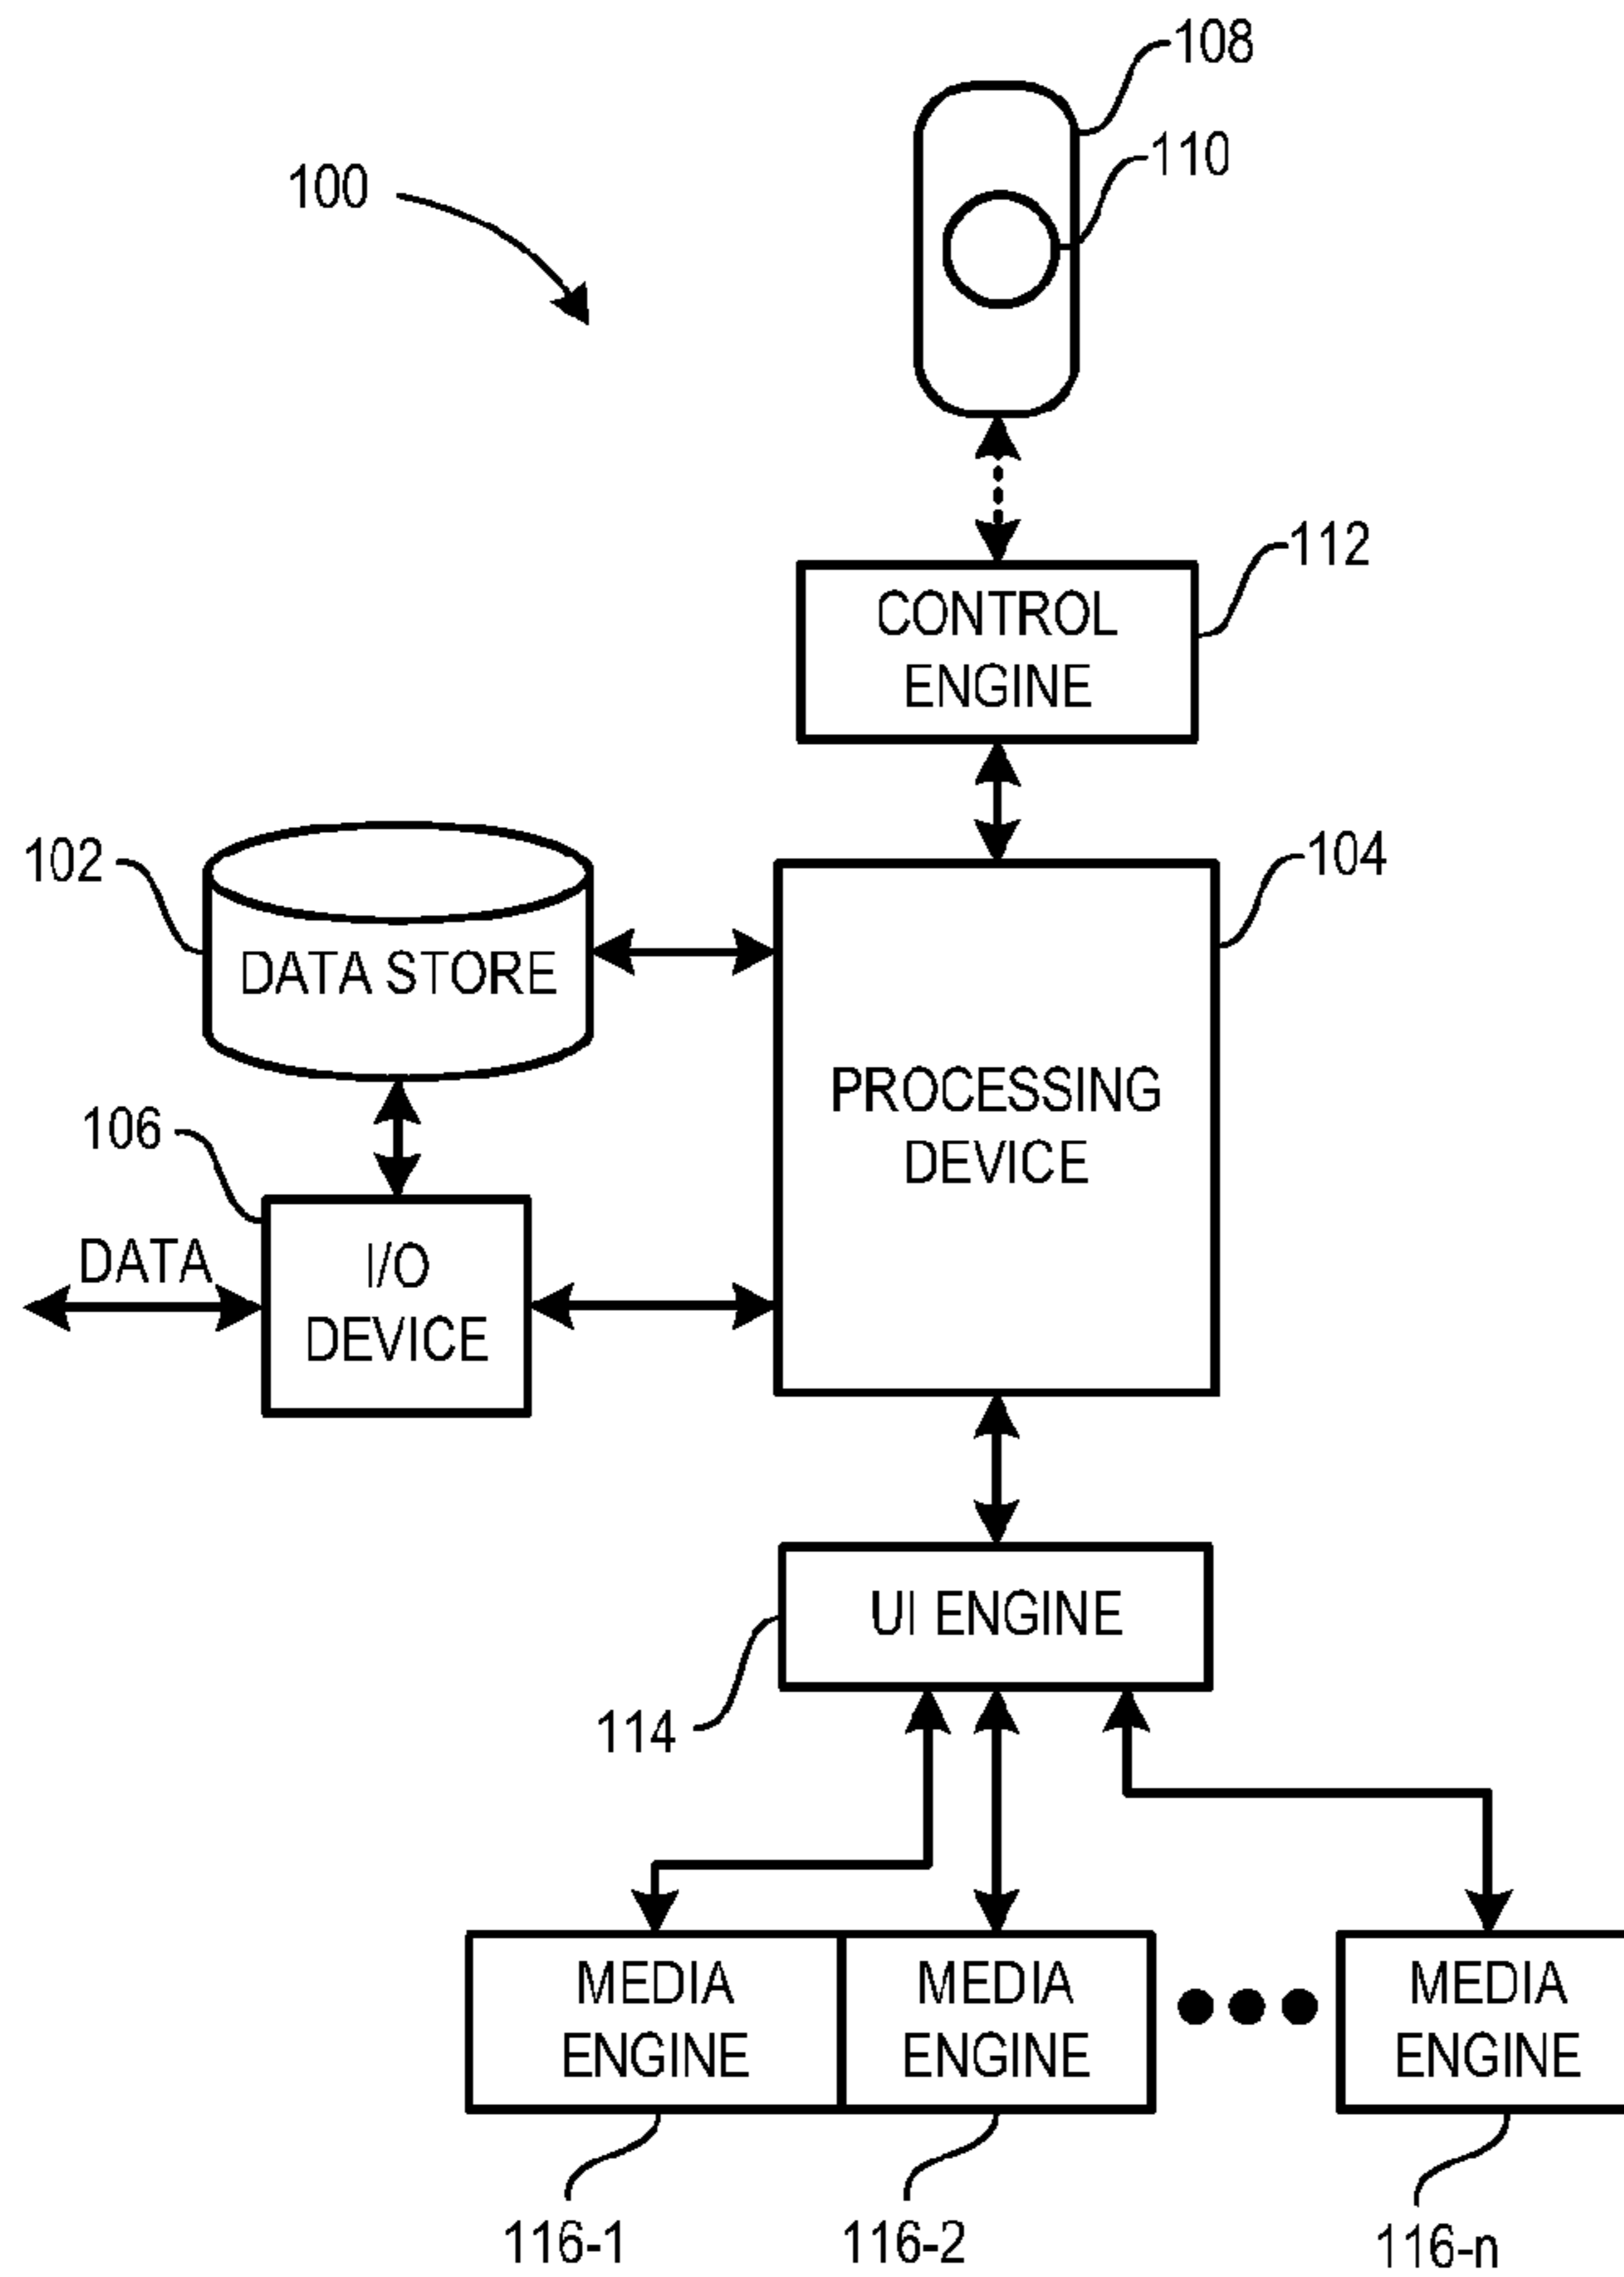 108
110
100
112
CONTROL
ENGINE
102
104
DATA STORE
PROCESSING
DEVICE
106
DATA
I/O
DEVICE
UI ENGINE
114
MEDIA
ENGINE
MEDIA
ENGINE
MEDIA
ENGINE
116-1
116-2
116-n